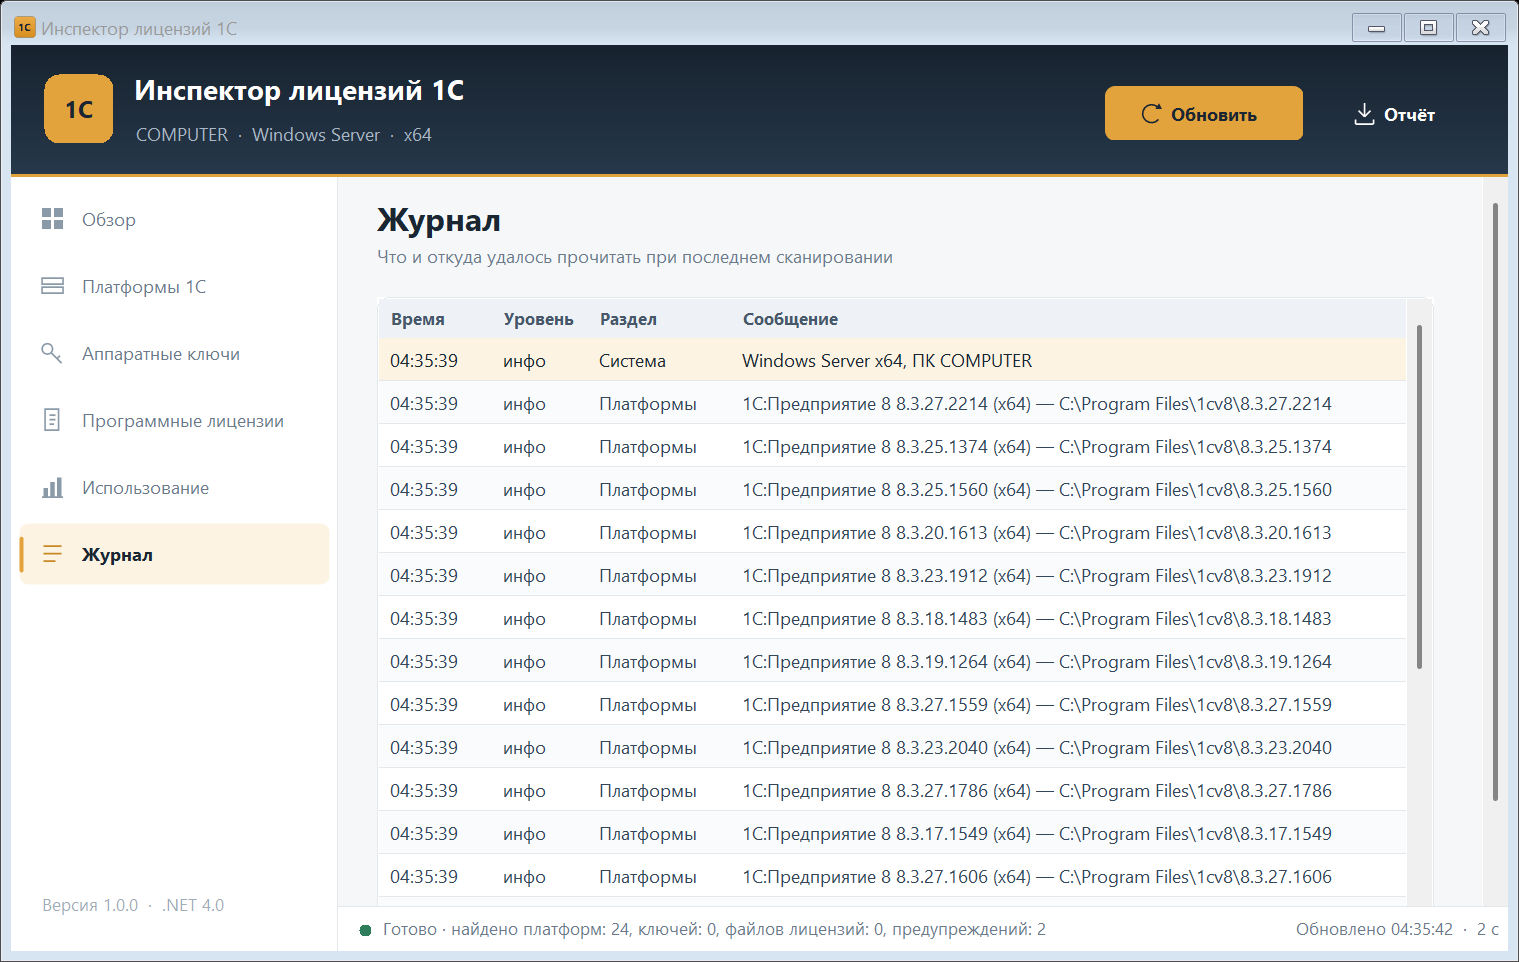 1C Инспектор лицензий 1С
1С
Инспектор лицензий 1С
COMPUTER · Windows Server · x64
Обновить
Отчёт
Обзор
Платформы 1С
Аппаратные ключи
Программные лицензии
Использование
Журнал
Версия 1.0.0 · .NET 4.0
Журнал
Что и откуда удалось прочитать при последнем сканировании
Время Уровень Раздел Сообщение
04:35:39 инфо Система Windows Server x64, ПК COMPUTER
04:35:39 инфо Платформы 1С:Предприятие 8 8.3.27.2214 (x64) — C:\Program Files\1cv8\8.3.27.2214
04:35:39 инфо Платформы 1С:Предприятие 8 8.3.25.1374 (x64) — C:\Program Files\1cv8\8.3.25.1374
04:35:39 инфо Платформы 1С:Предприятие 8 8.3.25.1560 (x64) — C:\Program Files\1cv8\8.3.25.1560
04:35:39 инфо Платформы 1С:Предприятие 8 8.3.20.1613 (x64) — C:\Program Files\1cv8\8.3.20.1613
04:35:39 инфо Платформы 1С:Предприятие 8 8.3.23.1912 (x64) — C:\Program Files\1cv8\8.3.23.1912
04:35:39 инфо Платформы 1С:Предприятие 8 8.3.18.1483 (x64) — C:\Program Files\1cv8\8.3.18.1483
04:35:39 инфо Платформы 1С:Предприятие 8 8.3.19.1264 (x64) — C:\Program Files\1cv8\8.3.19.1264
04:35:39 инфо Платформы 1С:Предприятие 8 8.3.27.1559 (x64) — C:\Program Files\1cv8\8.3.27.1559
04:35:39 инфо Платформы 1С:Предприятие 8 8.3.23.2040 (x64) — C:\Program Files\1cv8\8.3.23.2040
04:35:39 инфо Платформы 1С:Предприятие 8 8.3.27.1786 (x64) — C:\Program Files\1cv8\8.3.27.1786
04:35:39 инфо Платформы 1С:Предприятие 8 8.3.17.1549 (x64) — C:\Program Files\1cv8\8.3.17.1549
04:35:39 инфо Платформы 1С:Предприятие 8 8.3.27.1606 (x64) — C:\Program Files\1cv8\8.3.27.1606
Готово · найдено платформ: 24, ключей: 0, файлов лицензий: 0, предупреждений: 2
Обновлено 04:35:42 · 2 с